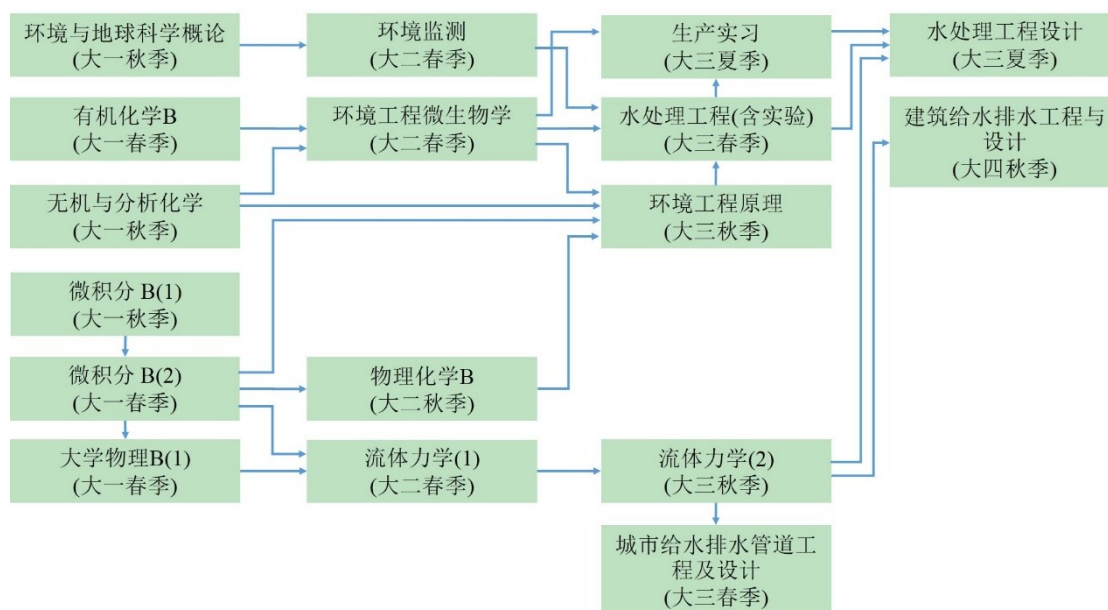 环境与地球科学概论
(大一秋季)
环境监测
(大二春季)
生产实习
(大三夏季)
水处理工程设计
(大三夏季)
有机化学B
(大一春季)
环境工程微生物学
(大二春季)
水处理工程(含实验)
(大三春季)
建筑给水排水工程与
设计
(大四秋季)
无机与分析化学
(大一秋季)
环境工程原理
(大三秋季)
微积分 B(1)
(大一秋季)
微积分 B(2)
(大一春季)
物理化学B
(大二秋季)
大学物理B(1)
(大一春季)
流体力学(1)
(大二春季)
流体力学(2)
(大三秋季)
城市给水排水管道工
程及设计
(大三春季)